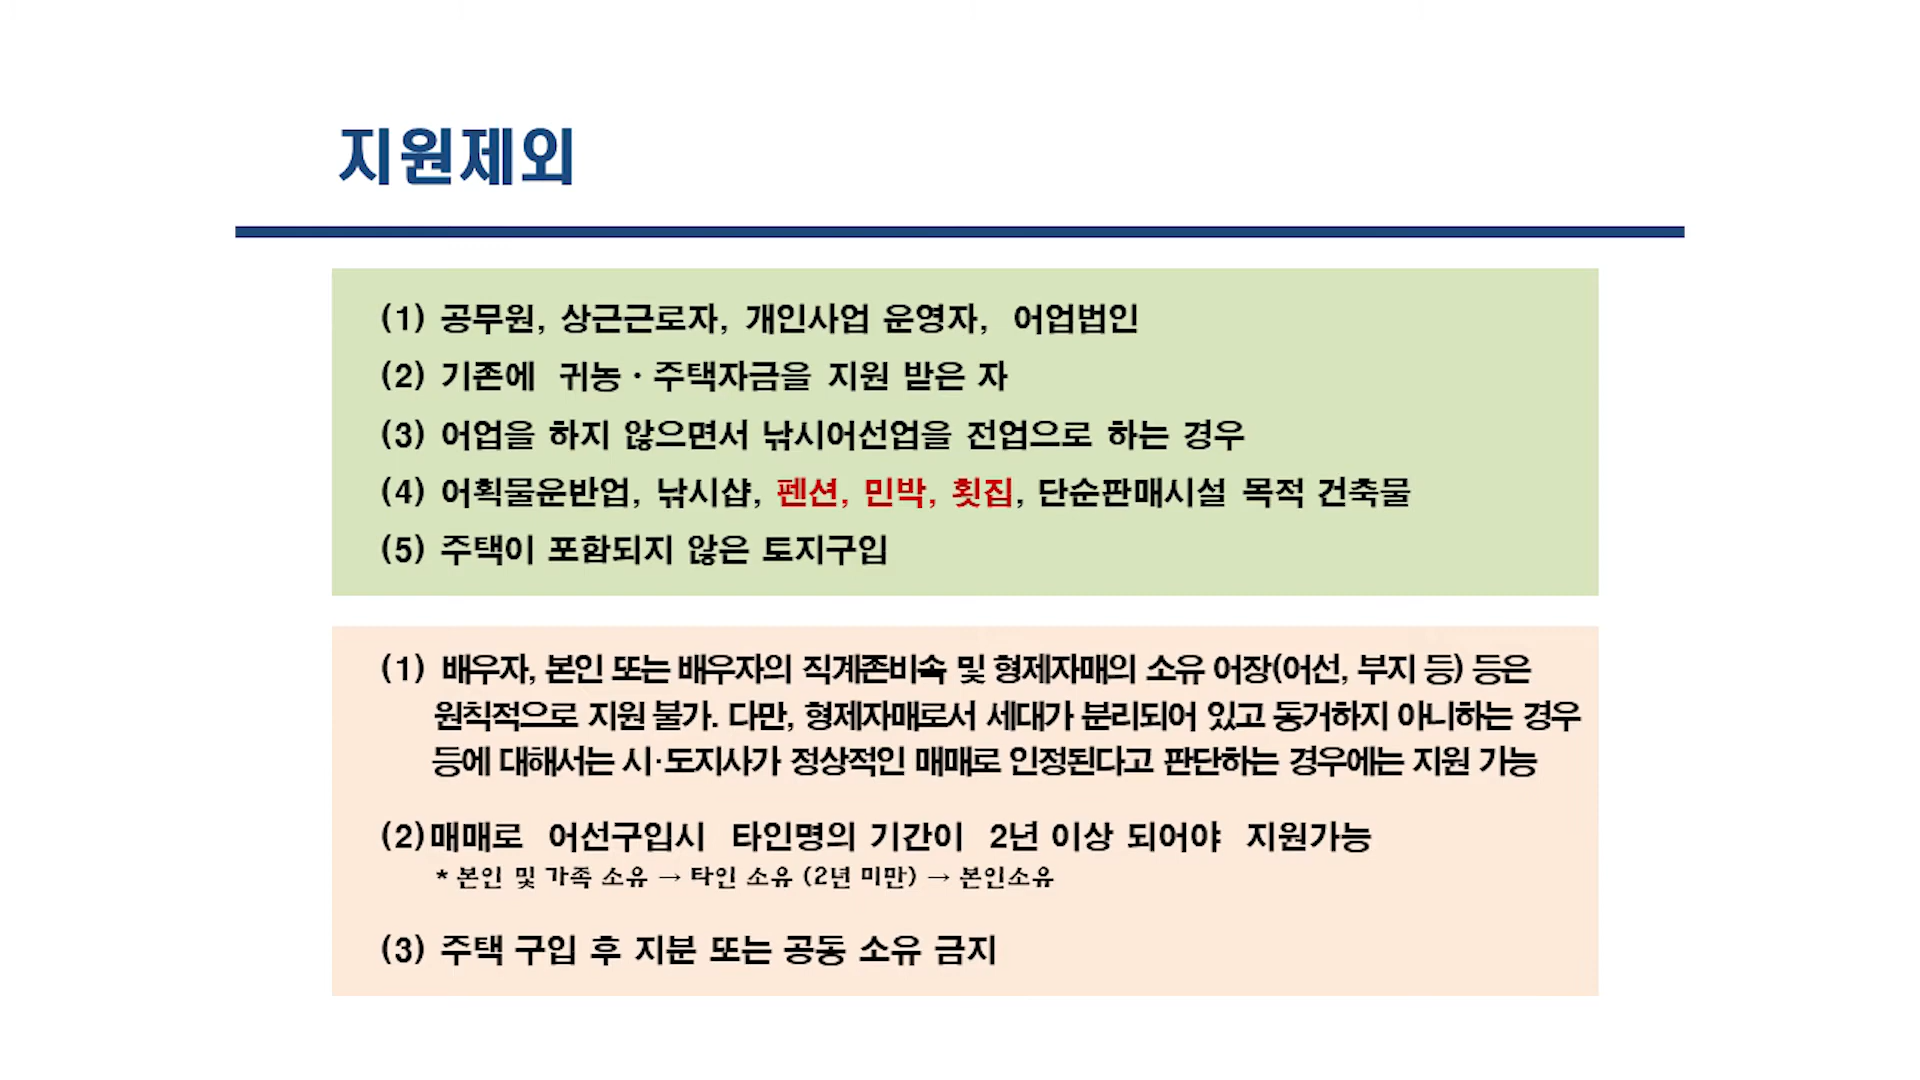 지원제외
(1) 공무원, 상근근로자, 개인사업 운영자, 어업법인
(2) 기존에 귀농·주택자금을 지원 받은 자
(3) 어업을 하지 않으면서 낚시어선업을 전업으로 하는 경우
(4) 어획물운반업, 낚시샵, 펜션, 민박, 횟집, 단순판매시설 목적 건축물
(5) 주택이 포함되지 않은 토지구입
(1) 배우자, 본인 또는 배우자의 직계존비속 및 형제자매의 소유 어장(어선, 부지 등) 등은
원칙적으로 지원 불가. 다만, 형제자매로서 세대가 분리되어 있고 동거하지 아니하는 경우
등에 대해서는 시·도지사가 정상적인 매매로 인정된다고 판단하는 경우에는 지원 가능
(2)매매로 어선구입시 타인명의 기간이 2년 이상 되어야 지원가능
* 본인 및 가족 소유 → 타인 소유 (2년 미만) → 본인소유
(3) 주택 구입 후 지분 또는 공동 소유 금지